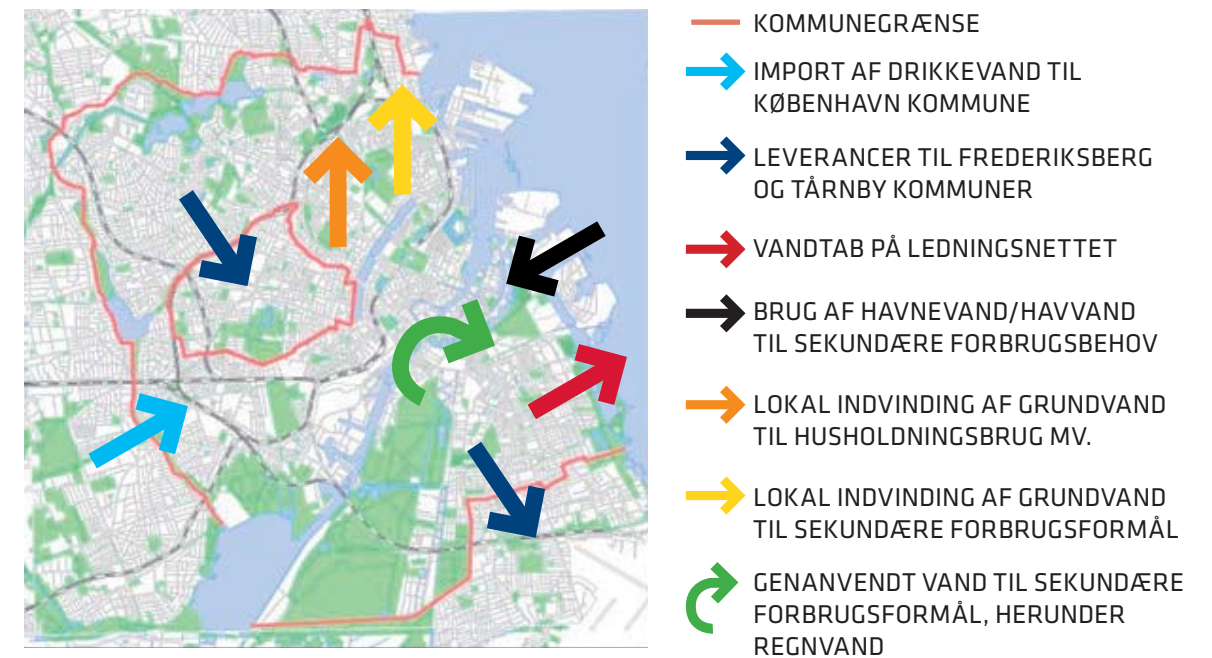 KOMMUNEGRÆNSE
IMPORT AF DRIKKEVAND TIL
KØBENHAVN KOMMUNE
LEVERANCER TIL FREDERIKSBERG
OG TÅRNBY KOMMUNER
VANDTAB PÅ LEDNINGSNETTET
BRUG AF HAVNEVAND/HAVVAND
TIL SEKUNDÆRE FORBRUGSBEHOV
LOKAL INDVINDING AF GRUNDVAND
TIL HUSHOLDNINGSBRUG MV.
LOKAL INDVINDING AF GRUNDVAND
TIL SEKUNDÆRE FORBRUGSFORMÅL
GENANVENDT VAND TIL SEKUNDÆRE
FORBRUGSFORMÅL, HERUNDER
REGNVAND